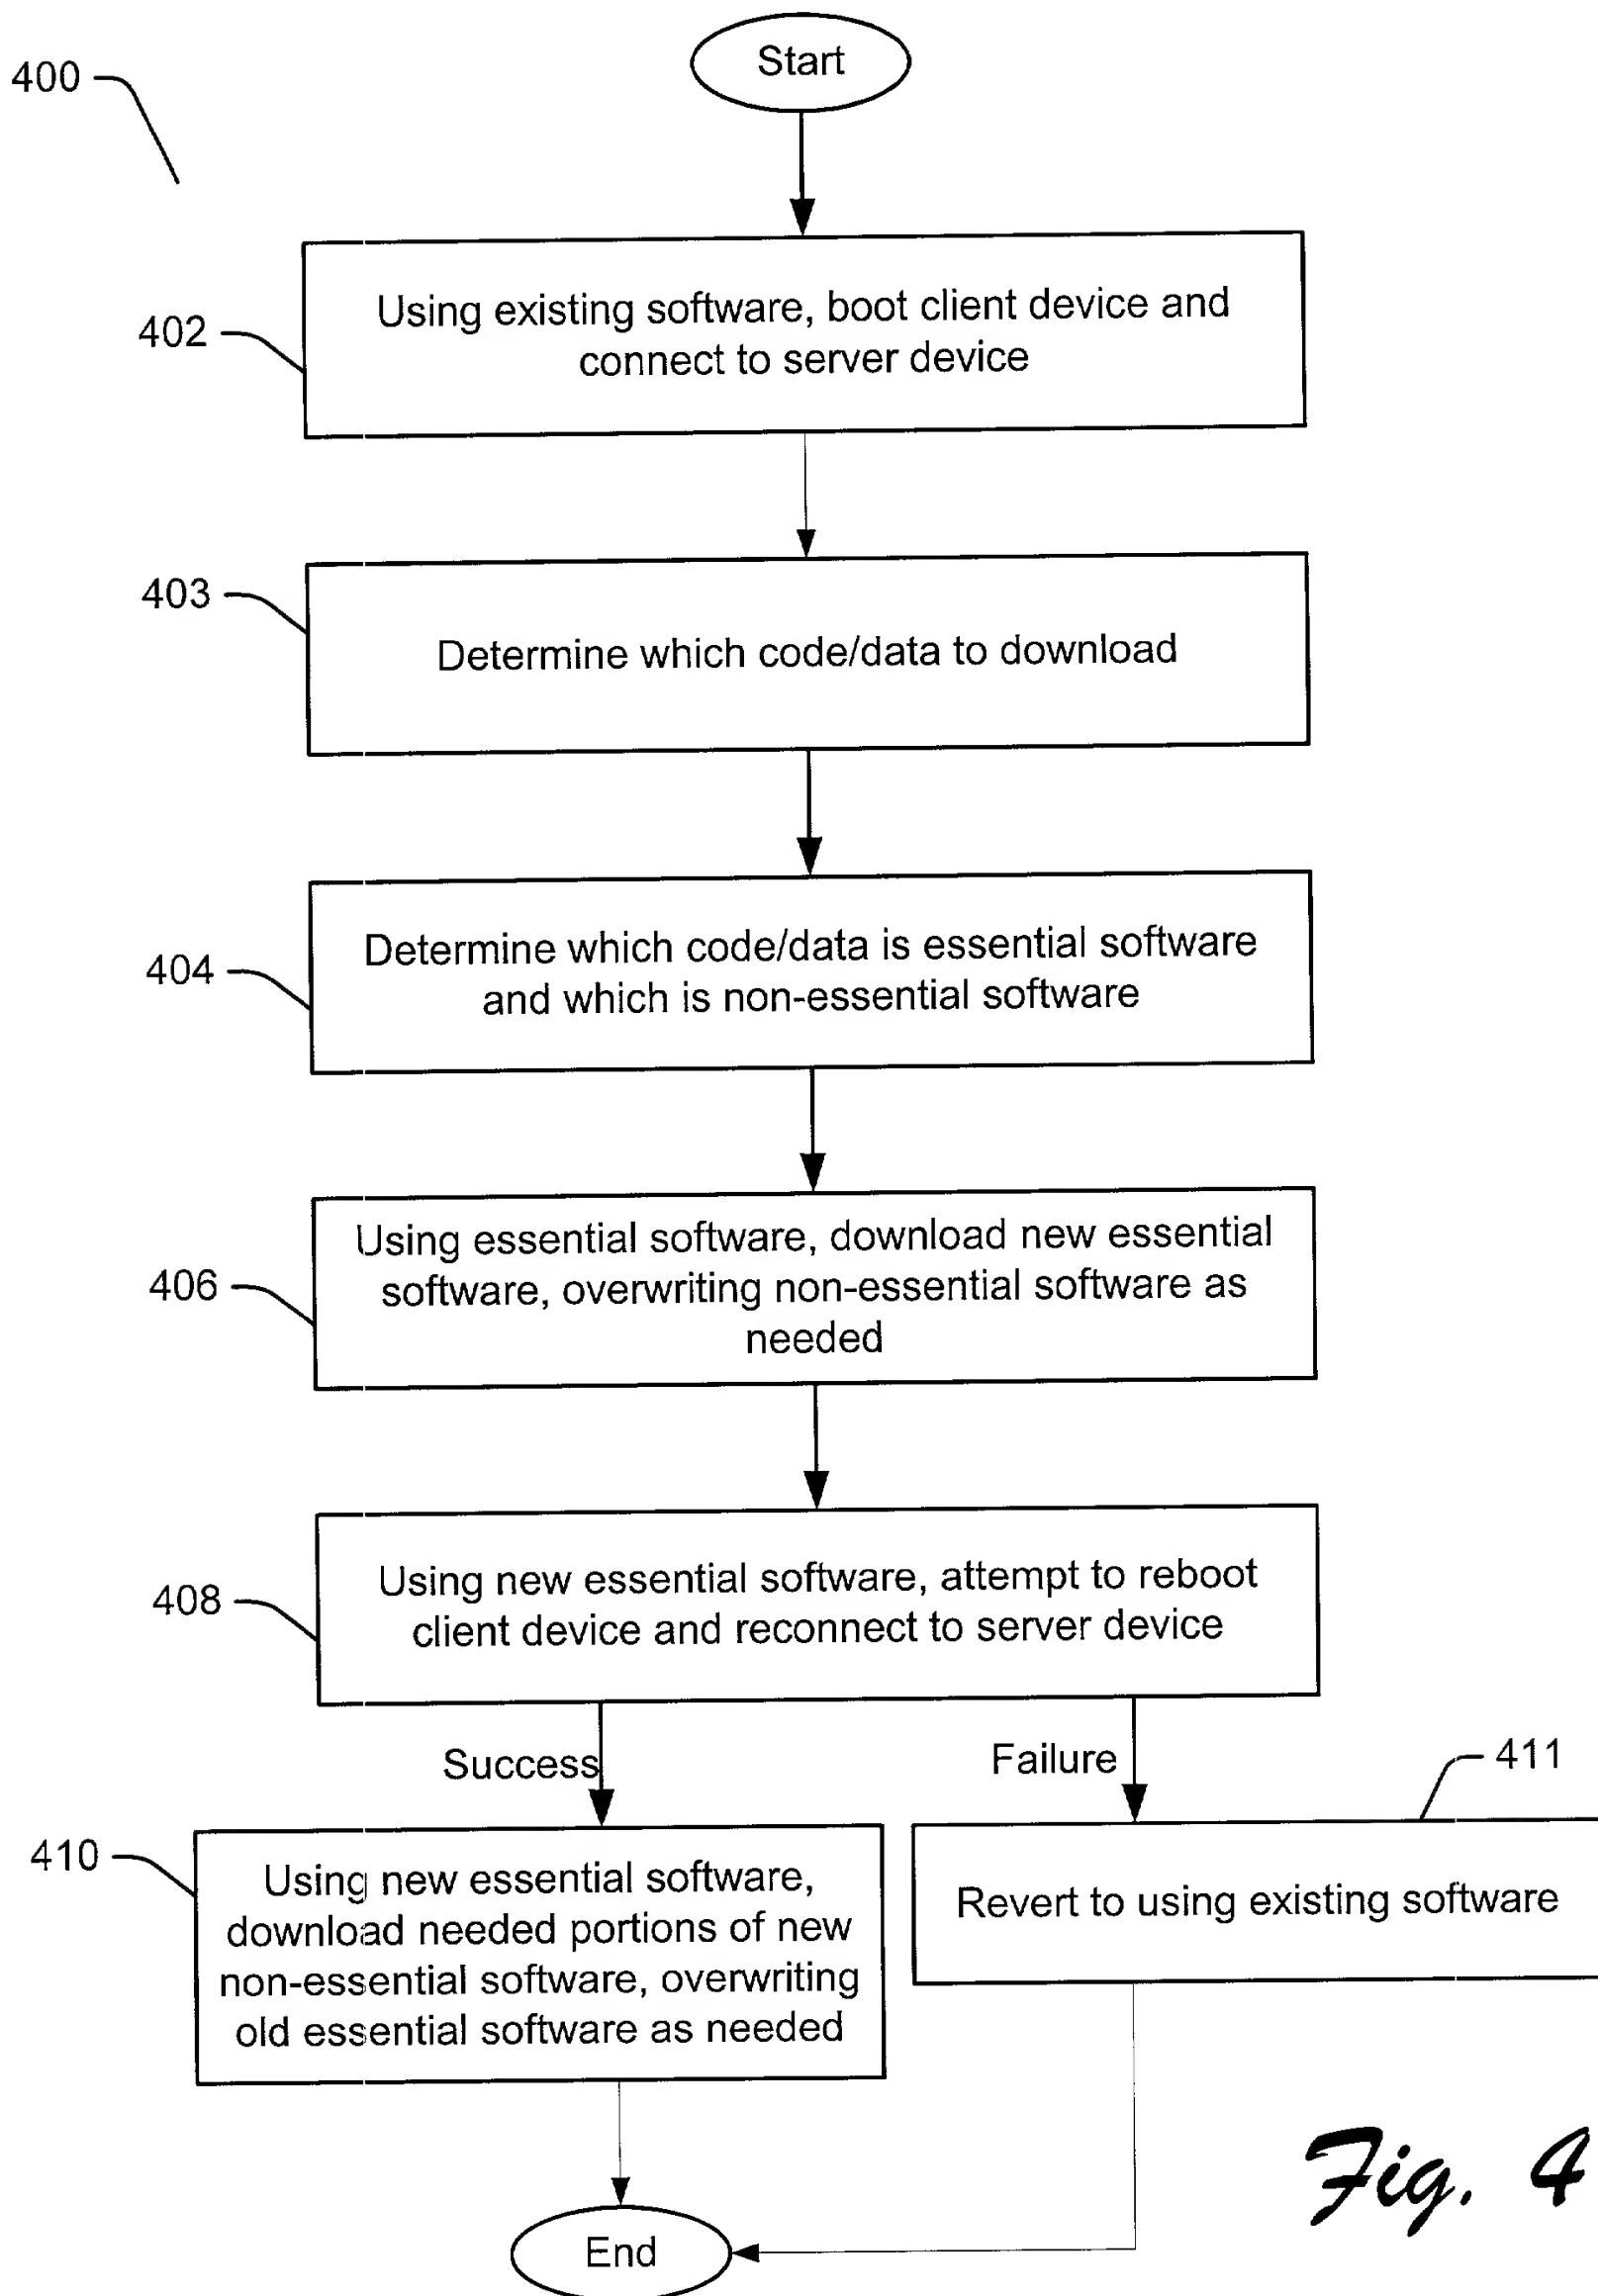 Start
400
402
Using existing software, boot client device and
connect to server device
403
Determine which code/data to download
404
Determine which code/data is essential software
and which is non-essential software
406
Using essential software, download new essential
software, overwriting non-essential software as
needed
408
Using new essential software, attempt to reboot
client device and reconnect to server device
Success
Failure
411
410
Using new essential software,
download needed portions of new
non-essential software, overwriting
old essential software as needed
Revert to using existing software
End
Fig. 4